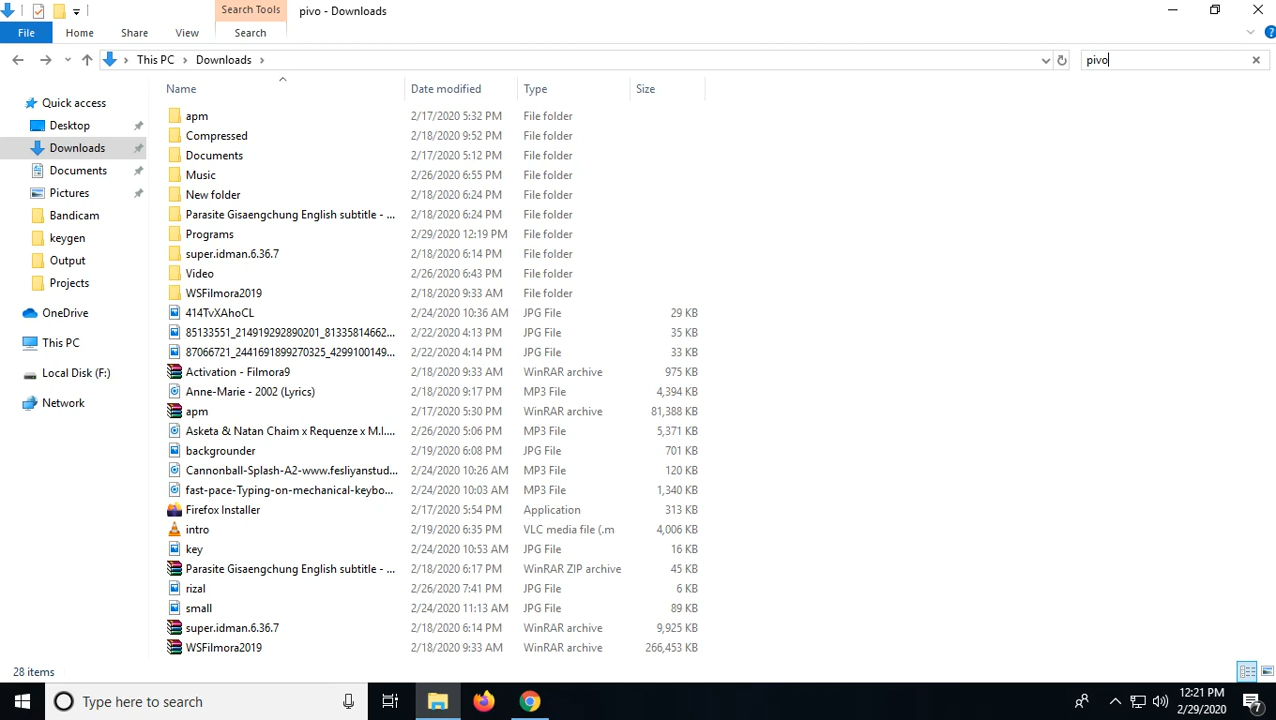 Search Tools pivo - Downloads
File Home Share View Search
This PC Downloads pivo
Name Date modified Type Size
Quick access
Desktop
Downloads
Documents
Pictures
Bandicam
keygen
Output
Projects
OneDrive
This PC
Local Disk (F:)
Network
apm 2/17/2020 5:32 PM File folder
Compressed 2/18/2020 9:52 PM File folder
Documents 2/17/2020 5:12 PM File folder
Music 2/26/2020 6:55 PM File folder
New folder 2/18/2020 6:24 PM File folder
Parasite Gisaengchung English subtitle - ... 2/18/2020 6:24 PM File folder
Programs 2/29/2020 12:19 PM File folder
super.idman.6.36.7 2/18/2020 6:14 PM File folder
Video 2/26/2020 6:43 PM File folder
WSFilmora2019 2/18/2020 9:33 AM File folder
414TvXAhoCL 2/24/2020 10:36 AM JPG File 29 KB
85133551_214919292890201_81335814662... 2/22/2020 4:13 PM JPG File 35 KB
87066721_2441691899270325_4299100149... 2/22/2020 4:14 PM JPG File 33 KB
Activation - Filmora9 2/18/2020 9:33 AM WinRAR archive 975 KB
Anne-Marie - 2002 (Lyrics) 2/18/2020 9:17 PM MP3 File 4,394 KB
apm 2/17/2020 5:30 PM WinRAR archive 81,388 KB
Asketa & Natan Chaim x Requenze x M.I.... 2/26/2020 5:06 PM MP3 File 5,371 KB
backgrounder 2/19/2020 6:08 PM JPG File 701 KB
Cannonball-Splash-A2-www.fesliyanstud... 2/24/2020 10:26 AM MP3 File 120 KB
fast-pace-Typing-on-mechanical-keybo... 2/24/2020 10:03 AM MP3 File 1,340 KB
Firefox Installer 2/17/2020 5:54 PM Application 313 KB
intro 2/19/2020 6:35 PM VLC media file (.m 4,006 KB
key 2/24/2020 10:53 AM JPG File 16 KB
Parasite Gisaengchung English subtitle - ... 2/18/2020 6:17 PM WinRAR ZIP archive 45 KB
rizal 2/26/2020 7:41 PM JPG File 6 KB
small 2/24/2020 11:13 AM JPG File 89 KB
super.idman.6.36.7 2/18/2020 6:14 PM WinRAR archive 9,925 KB
WSFilmora2019 2/18/2020 9:33 AM WinRAR archive 266,453 KB
28 items
Type here to search 12:21 PM
2/29/2020 7